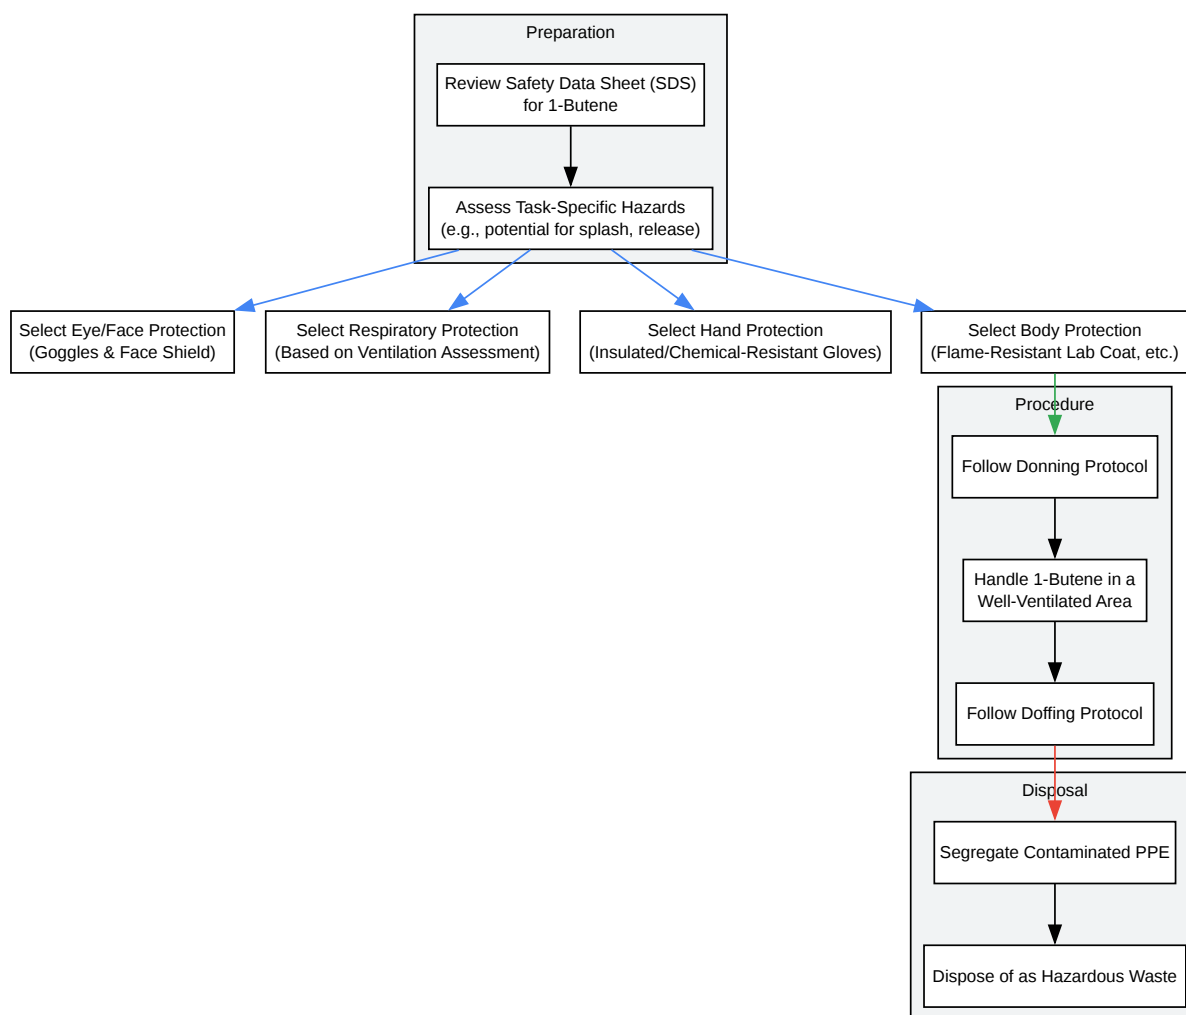 Preparation
Review Safety Data Sheet (SDS)
for 1-Butene
Assess Task-Specific Hazards
(e.g., potential for splash, release)
Select Eye/Face Protection
(Goggles & Face Shield)
Select Respiratory Protection
(Based on Ventilation Assessment)
Select Hand Protection
(Insulated/Chemical-Resistant Gloves)
Select Body Protection
(Flame-Resistant Lab Coat, etc.)
Procedure
Follow Donning Protocol
Handle 1-Butene in a
Well-Ventilated Area
Follow Doffing Protocol
Disposal
Segregate Contaminated PPE
Dispose of as Hazardous Waste